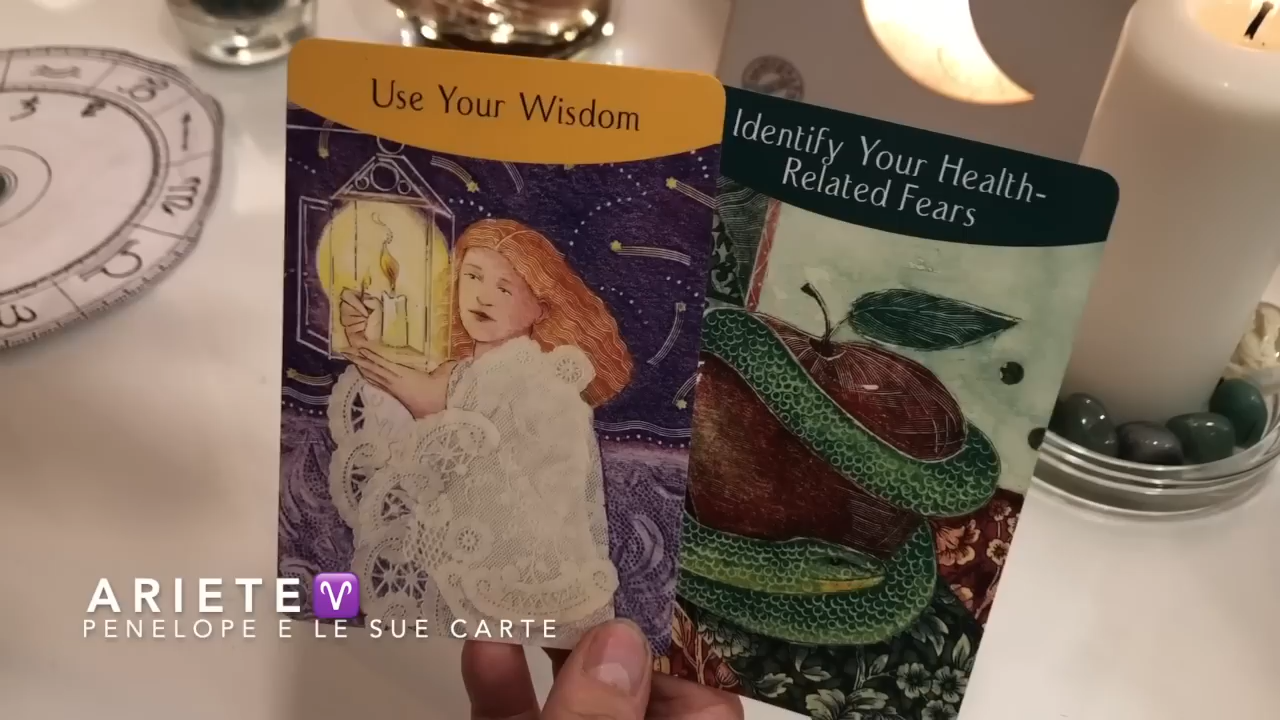 Use Your Wisdom
Identify Your Health-
Related Fears
ARIETE♈
PENELOPE E LE SUE CARTE